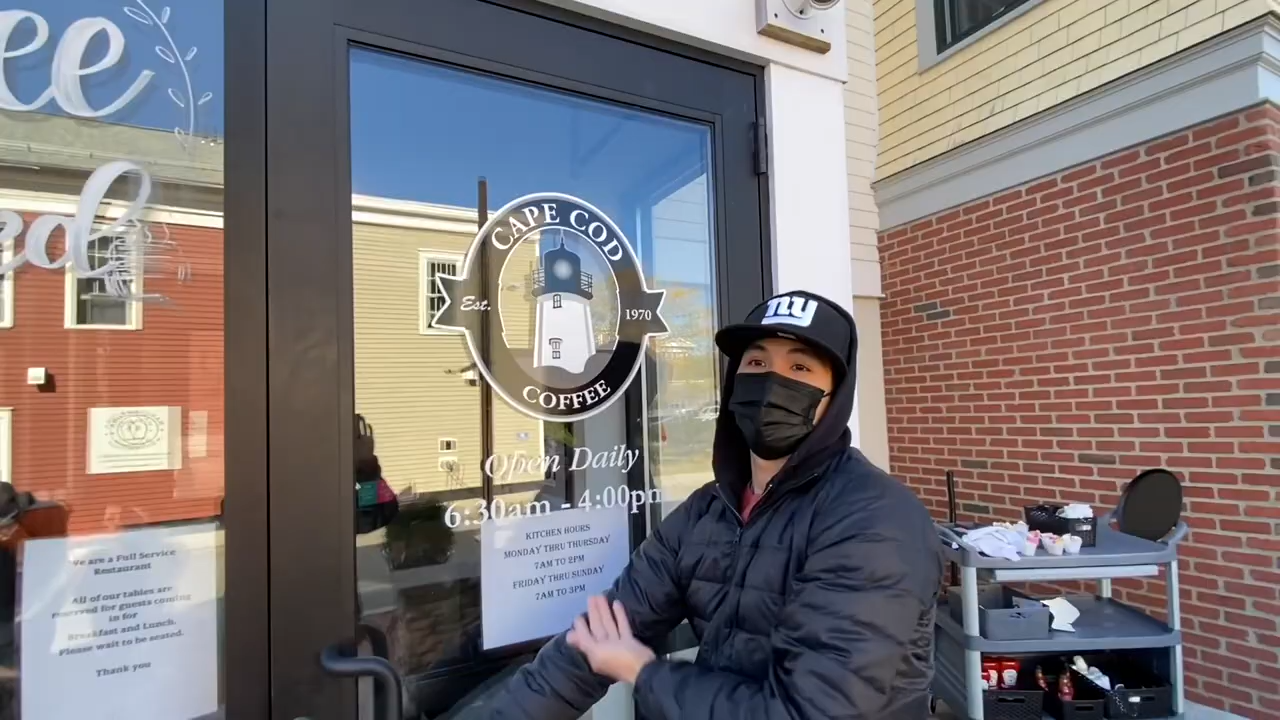 ee
ed
CAPE COD
Est.
1970
COFFEE
Open Daily
6:30am - 4:00pm
KITCHEN HOURS
MONDAY THRU THURSDAY
7AM TO 2PM
FRIDAY THRU SUNDAY
7AM TO 3PM
ny
We are a Full Service
Restaurant
All of our tables are
reserved for guests coming
in for
Breakfast and Lunch.
Please wait to be seated.
Thank you